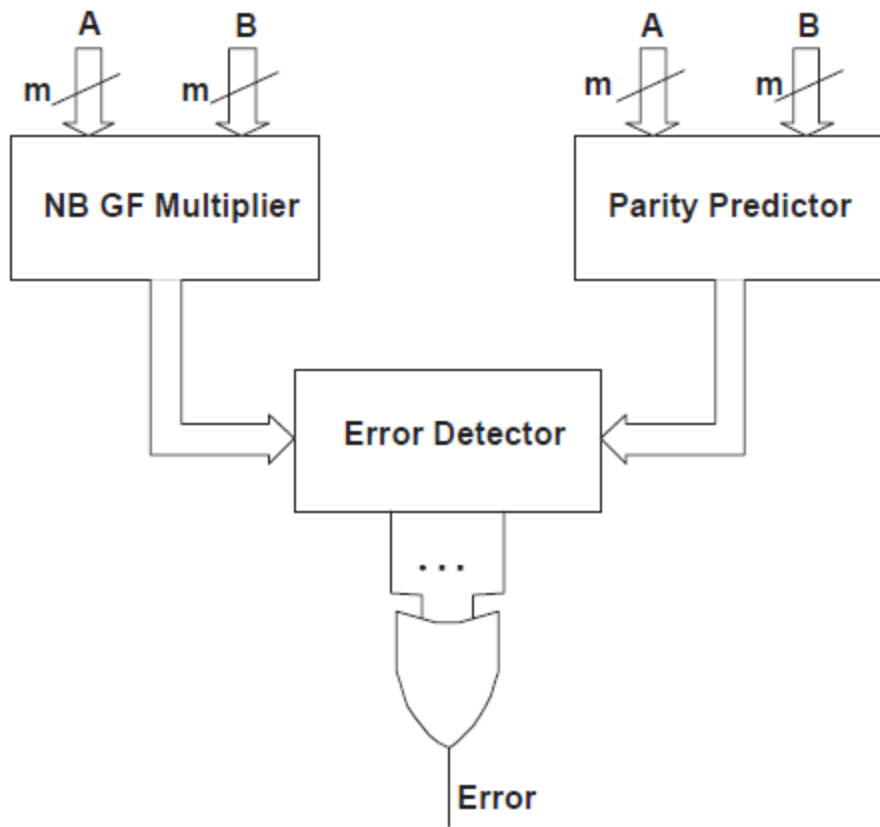 A
B
A
B
m
m
m
m
NB GF Multiplier
Parity Predictor
Error Detector
...
Error